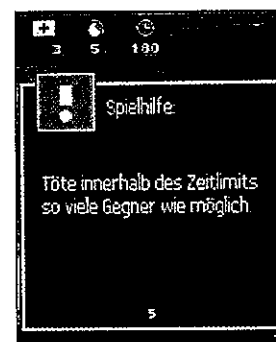 3 5 180
Spielhilfe:
Töte innerhalb des Zeitlimits
so viele Gegner wie möglich.
5